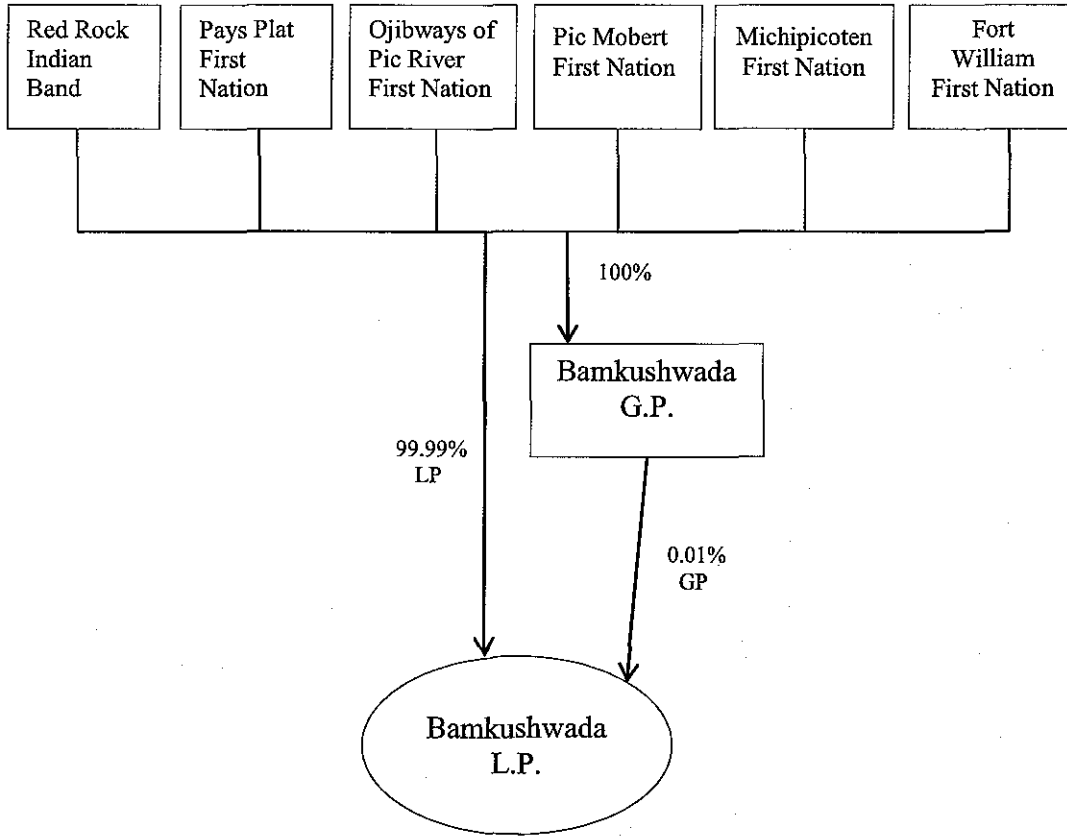 Red Rock
Indian
Band
Pays Plat
First
Nation
Ojibways of
Pic River
First Nation
Pic Mobert
First Nation
Michipicoten
First Nation
Fort
William
First Nation
100%
Bamkushwada
G.P.
99.99%
LP
0.01%
GP
Bamkushwada
L.P.